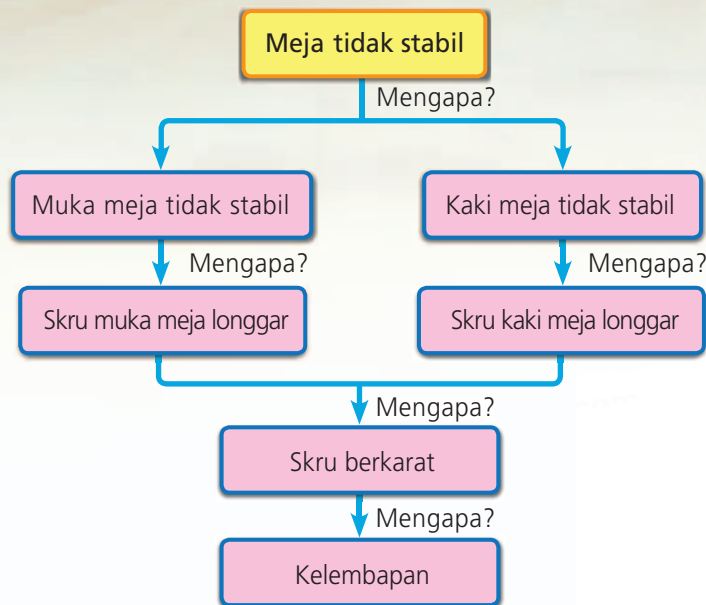 Meja tidak stabil
Mengapa?
Muka meja tidak stabil
Kaki meja tidak stabil
Mengapa?
Mengapa?
Skru muka meja longgar
Skru kaki meja longgar
Mengapa?
Skru berkarat
Mengapa?
Kelembapan